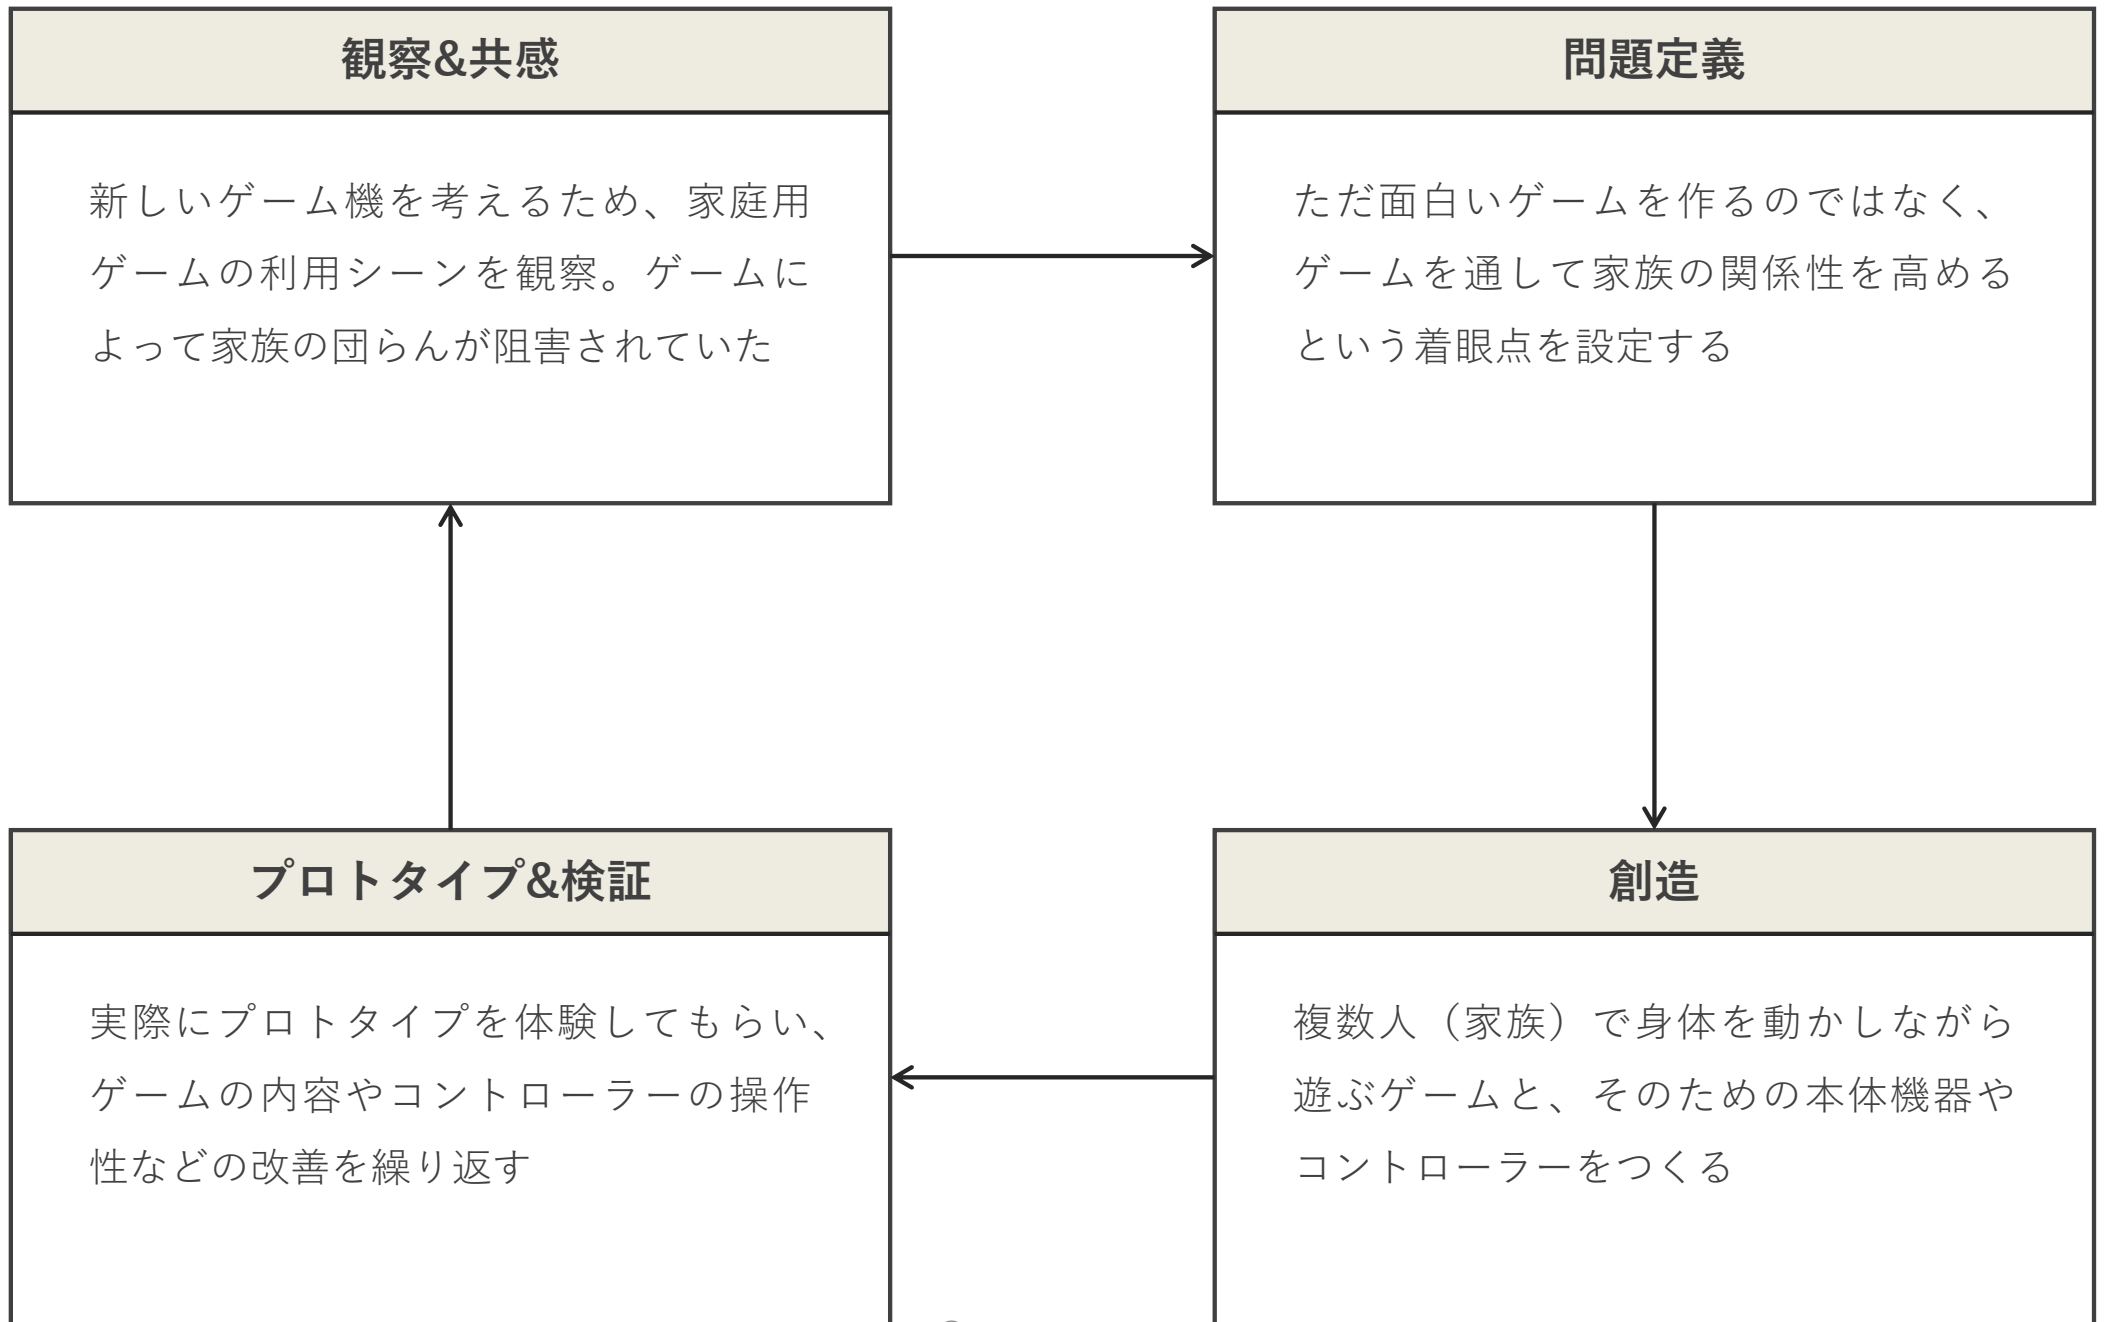 観察&共感
新しいゲーム機を考えるため、家庭用
ゲームの利用シーンを観察。ゲームに
よって家族の団らんが阻害されていた
問題定義
ただ面白いゲームを作るのではなく、
ゲームを通して家族の関係性を高める
という着眼点を設定する
プロトタイプ&検証
実際にプロトタイプを体験してもらい、
ゲームの内容やコントローラーの操作
性などの改善を繰り返す
創造
複数人（家族）で身体を動かしながら
遊ぶゲームと、そのための本体機器や
コントローラーをつくる